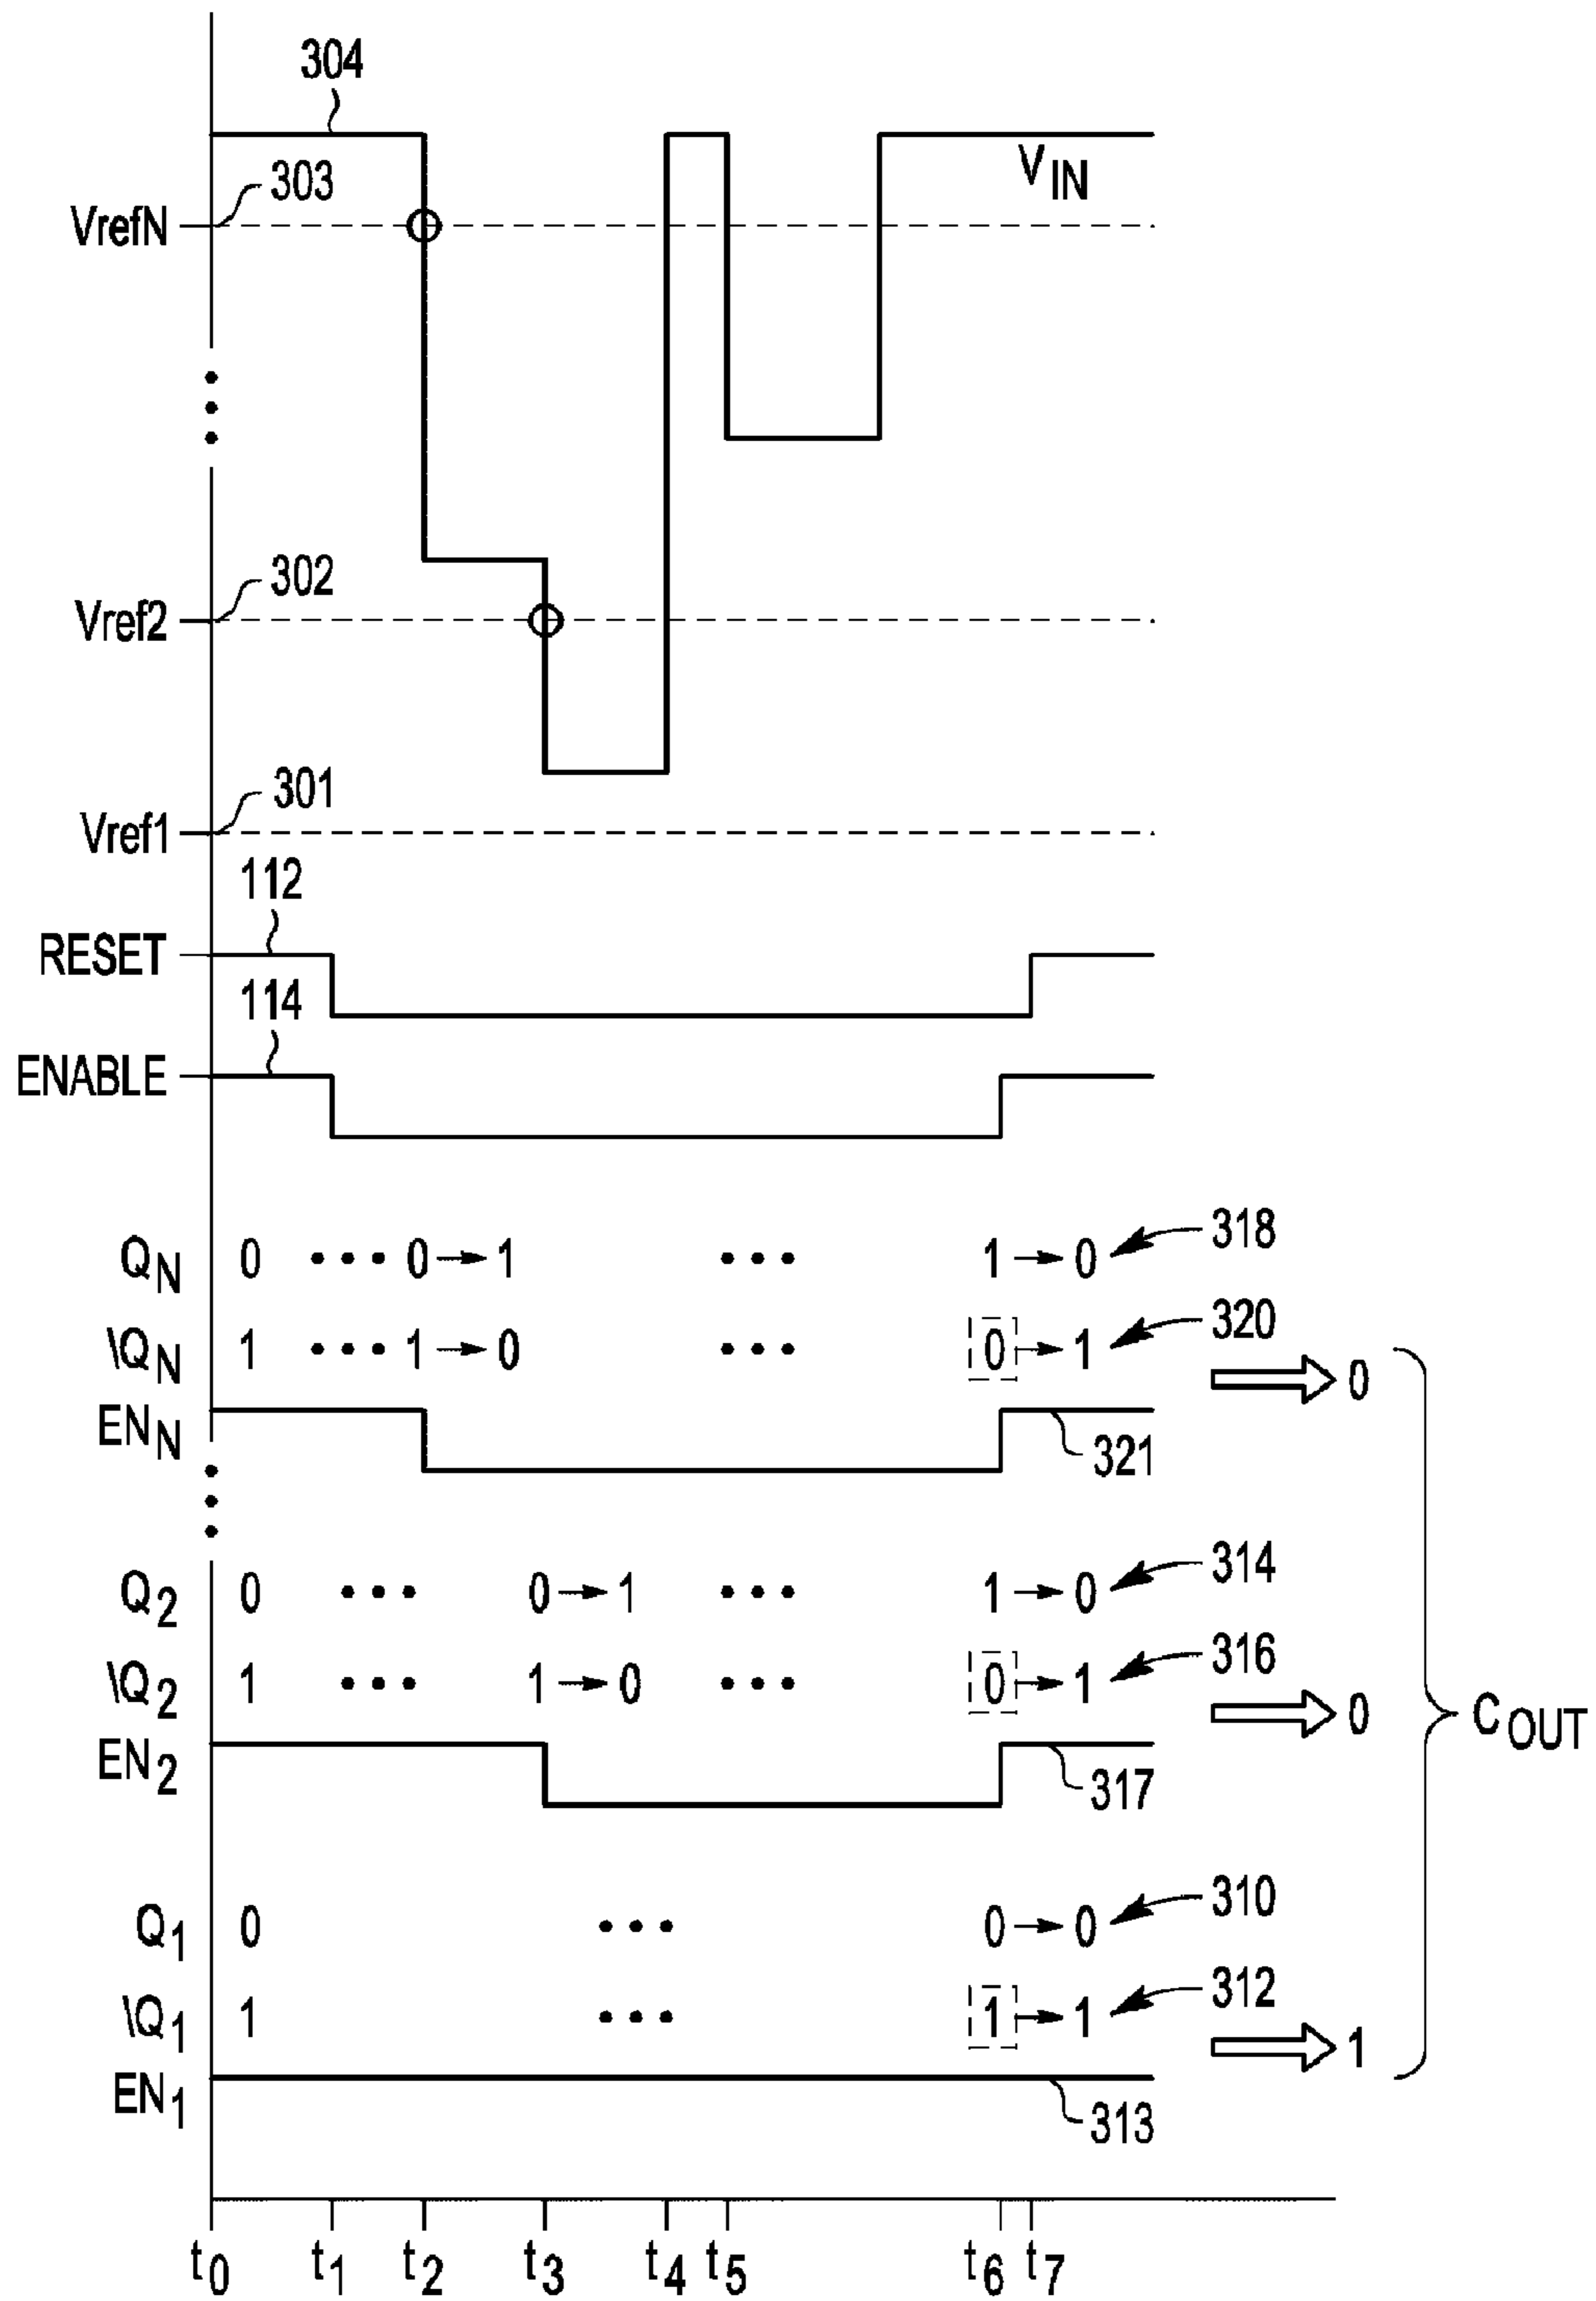 304
V IN
303
VrefN
302
Vref2
301
Vref1
112
RESET
114
ENABLE
QN 0 0 → 1 1 → 0 318
\QN 1 1 → 0 0 → 1 320
0
ENN 321
Q2 0 0 → 1 1 → 0 314
\Q2 1 1 → 0 0 → 1 316
0
C OUT
EN2 317
Q1 0 0 → 0 310
\Q1 1 1 → 1 312
1
EN1 313
t0 t1 t2 t3 t4 t5 t6 t7